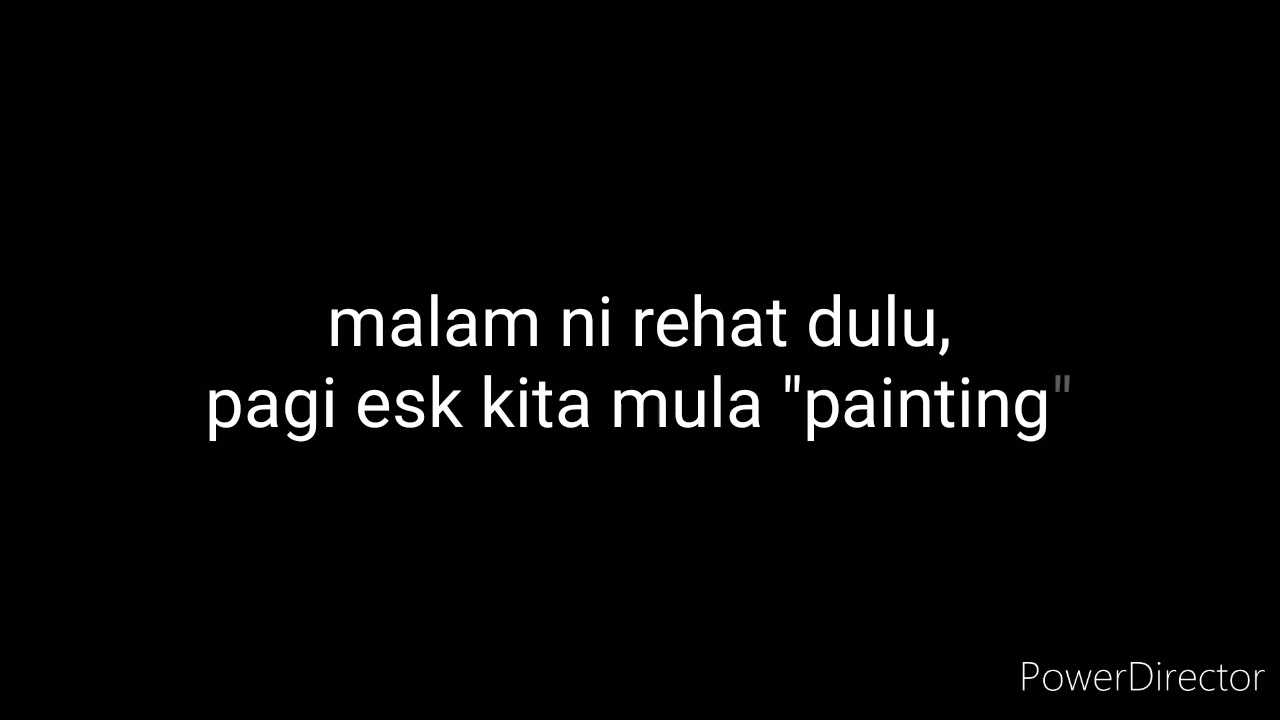 malam ni rehat dulu,
pagi esk kita mula "painting"
PowerDirector